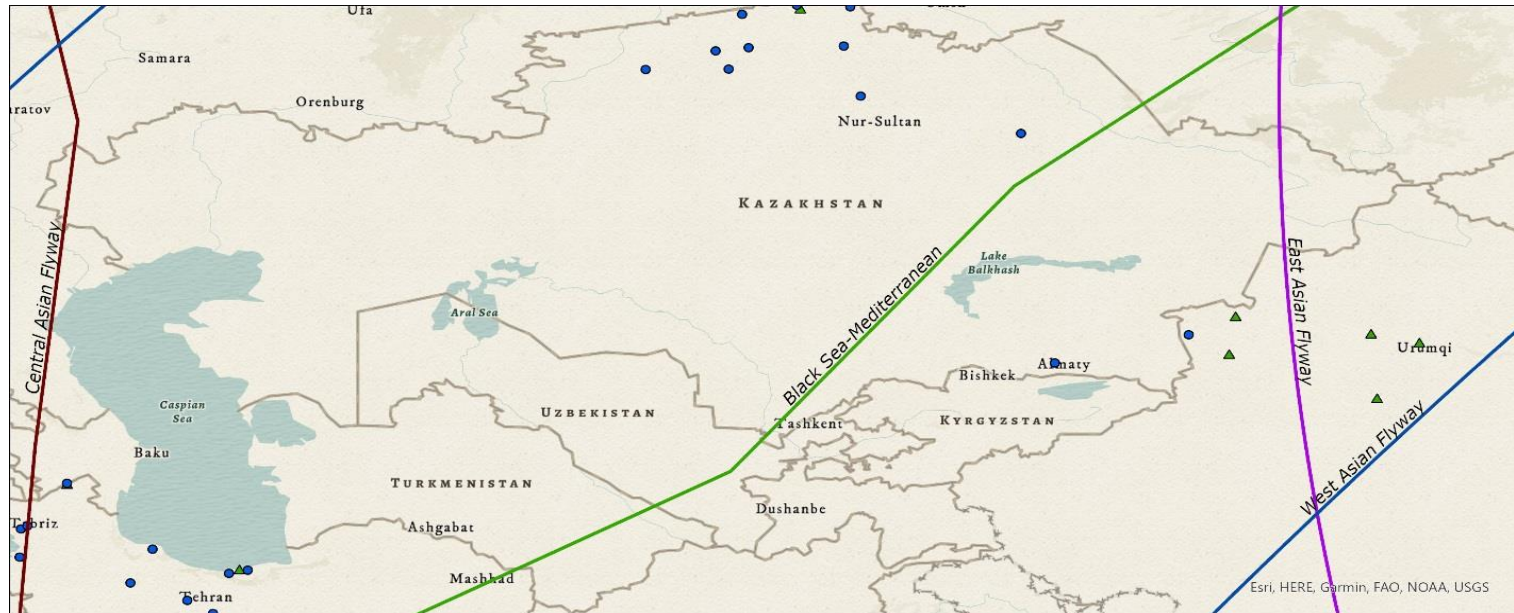 Ufa
Samara
Orenburg
Nur-Sultan
KAZAKHSTAN
Central Asian Flyway
Black Sea-Mediterranean
East Asian Flyway
Lake
Balkhash
Aral Sea
Almaty
Urumqi
Bishkek
Caspian
Sea
UZBEKISTAN
Tashkent
KYRGYZSTAN
Baku
West Asian Flyway
TURKMENISTAN
Dushanbe
Tabriz
Ashgabat
Mashhad
Tehran
Esri, HERE, Garmin, FAO, NOAA, USGS